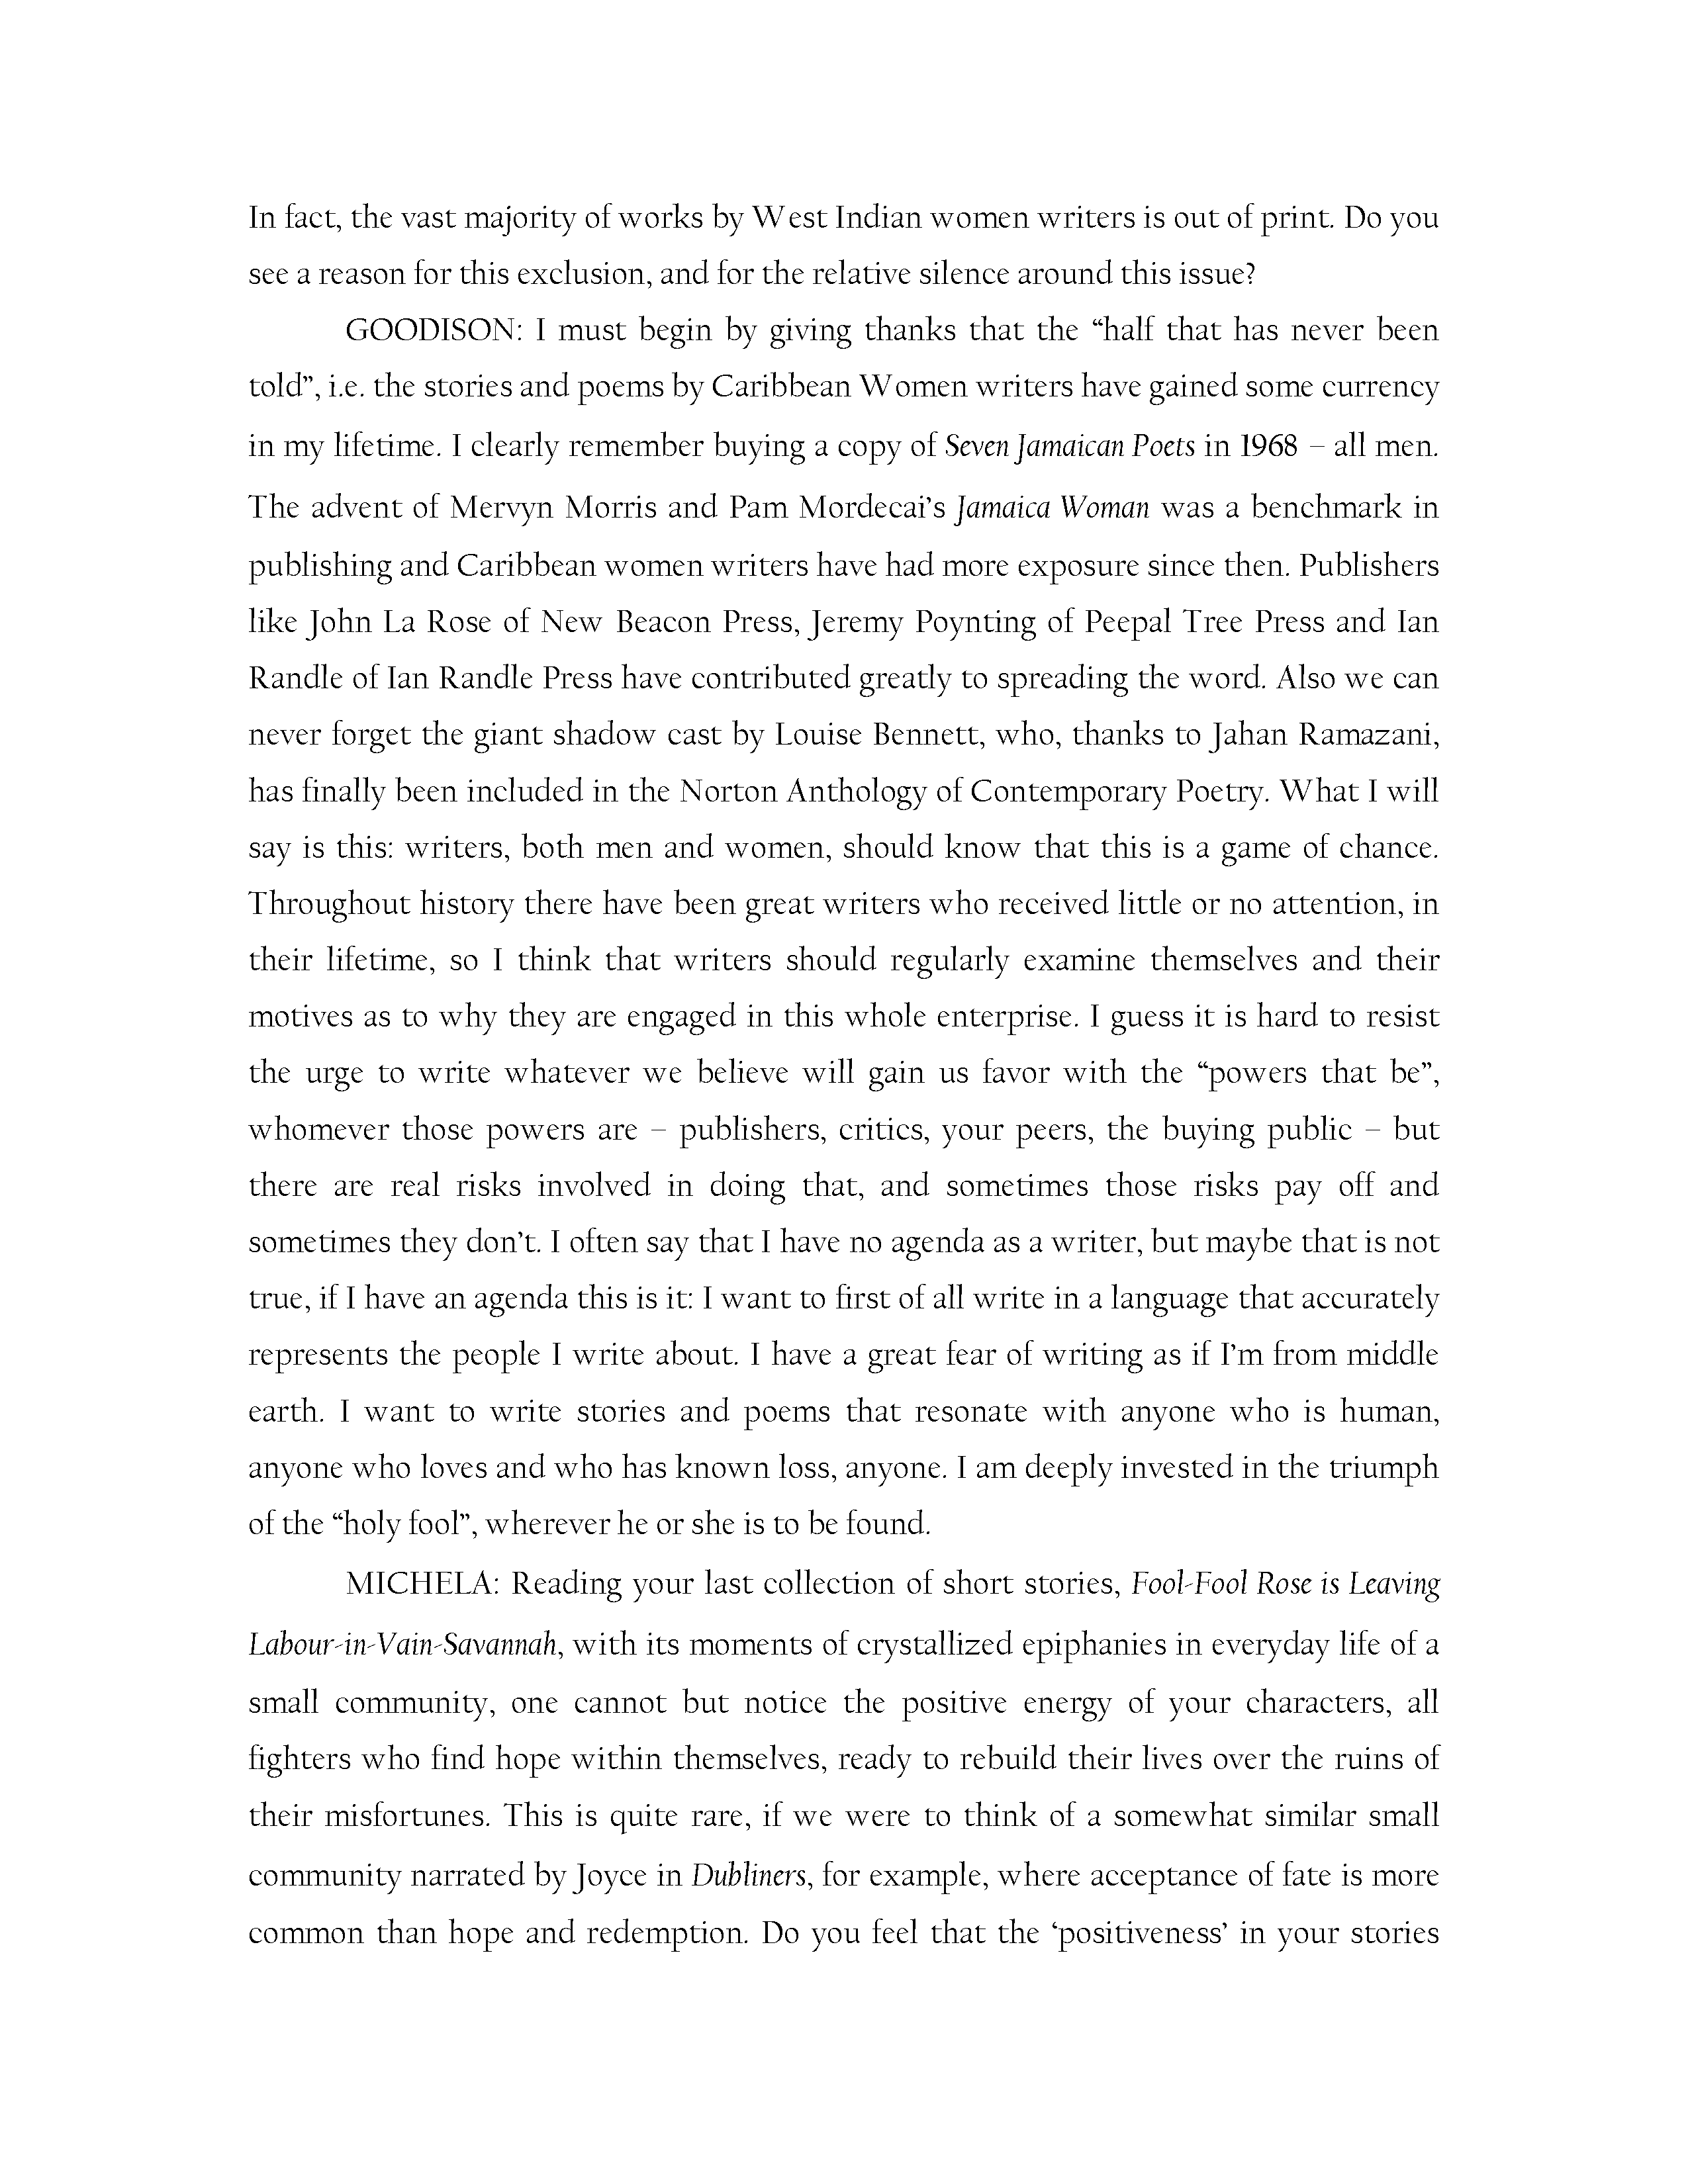 In fact, the vast majority of works by West Indian women writers is out of print. Do you
see a reason for this exclusion, and for the relative silence around this issue?
GOODISON: I must begin by giving thanks that the “half that has never been
told”, i.e. the stories and poems by Caribbean Women writers have gained some currency
in my lifetime. I clearly remember buying a copy of Seven Jamaican Poets in 1968 – all men.
The advent of Mervyn Morris and Pam Mordecai’s Jamaica Woman was a benchmark in
publishing and Caribbean women writers have had more exposure since then. Publishers
like John La Rose of New Beacon Press, Jeremy Poynting of Peepal Tree Press and Ian
Randle of Ian Randle Press have contributed greatly to spreading the word. Also we can
never forget the giant shadow cast by Louise Bennett, who, thanks to Jahan Ramazani,
has finally been included in the Norton Anthology of Contemporary Poetry. What I will
say is this: writers, both men and women, should know that this is a game of chance.
Throughout history there have been great writers who received little or no attention, in
their lifetime, so I think that writers should regularly examine themselves and their
motives as to why they are engaged in this whole enterprise. I guess it is hard to resist
the urge to write whatever we believe will gain us favor with the “powers that be”,
whomever those powers are – publishers, critics, your peers, the buying public – but
there are real risks involved in doing that, and sometimes those risks pay off and
sometimes they don’t. I often say that I have no agenda as a writer, but maybe that is not
true, if I have an agenda this is it: I want to first of all write in a language that accurately
represents the people I write about. I have a great fear of writing as if I’m from middle
earth. I want to write stories and poems that resonate with anyone who is human,
anyone who loves and who has known loss, anyone. I am deeply invested in the triumph
of the “holy fool”, wherever he or she is to be found.
MICHELA: Reading your last collection of short stories, Fool-Fool Rose is Leaving
Labour-in-Vain-Savannah, with its moments of crystallized epiphanies in everyday life of a
small community, one cannot but notice the positive energy of your characters, all
fighters who find hope within themselves, ready to rebuild their lives over the ruins of
their misfortunes. This is quite rare, if we were to think of a somewhat similar small
community narrated by Joyce in Dubliners, for example, where acceptance of fate is more
common than hope and redemption. Do you feel that the ‘positiveness’ in your stories